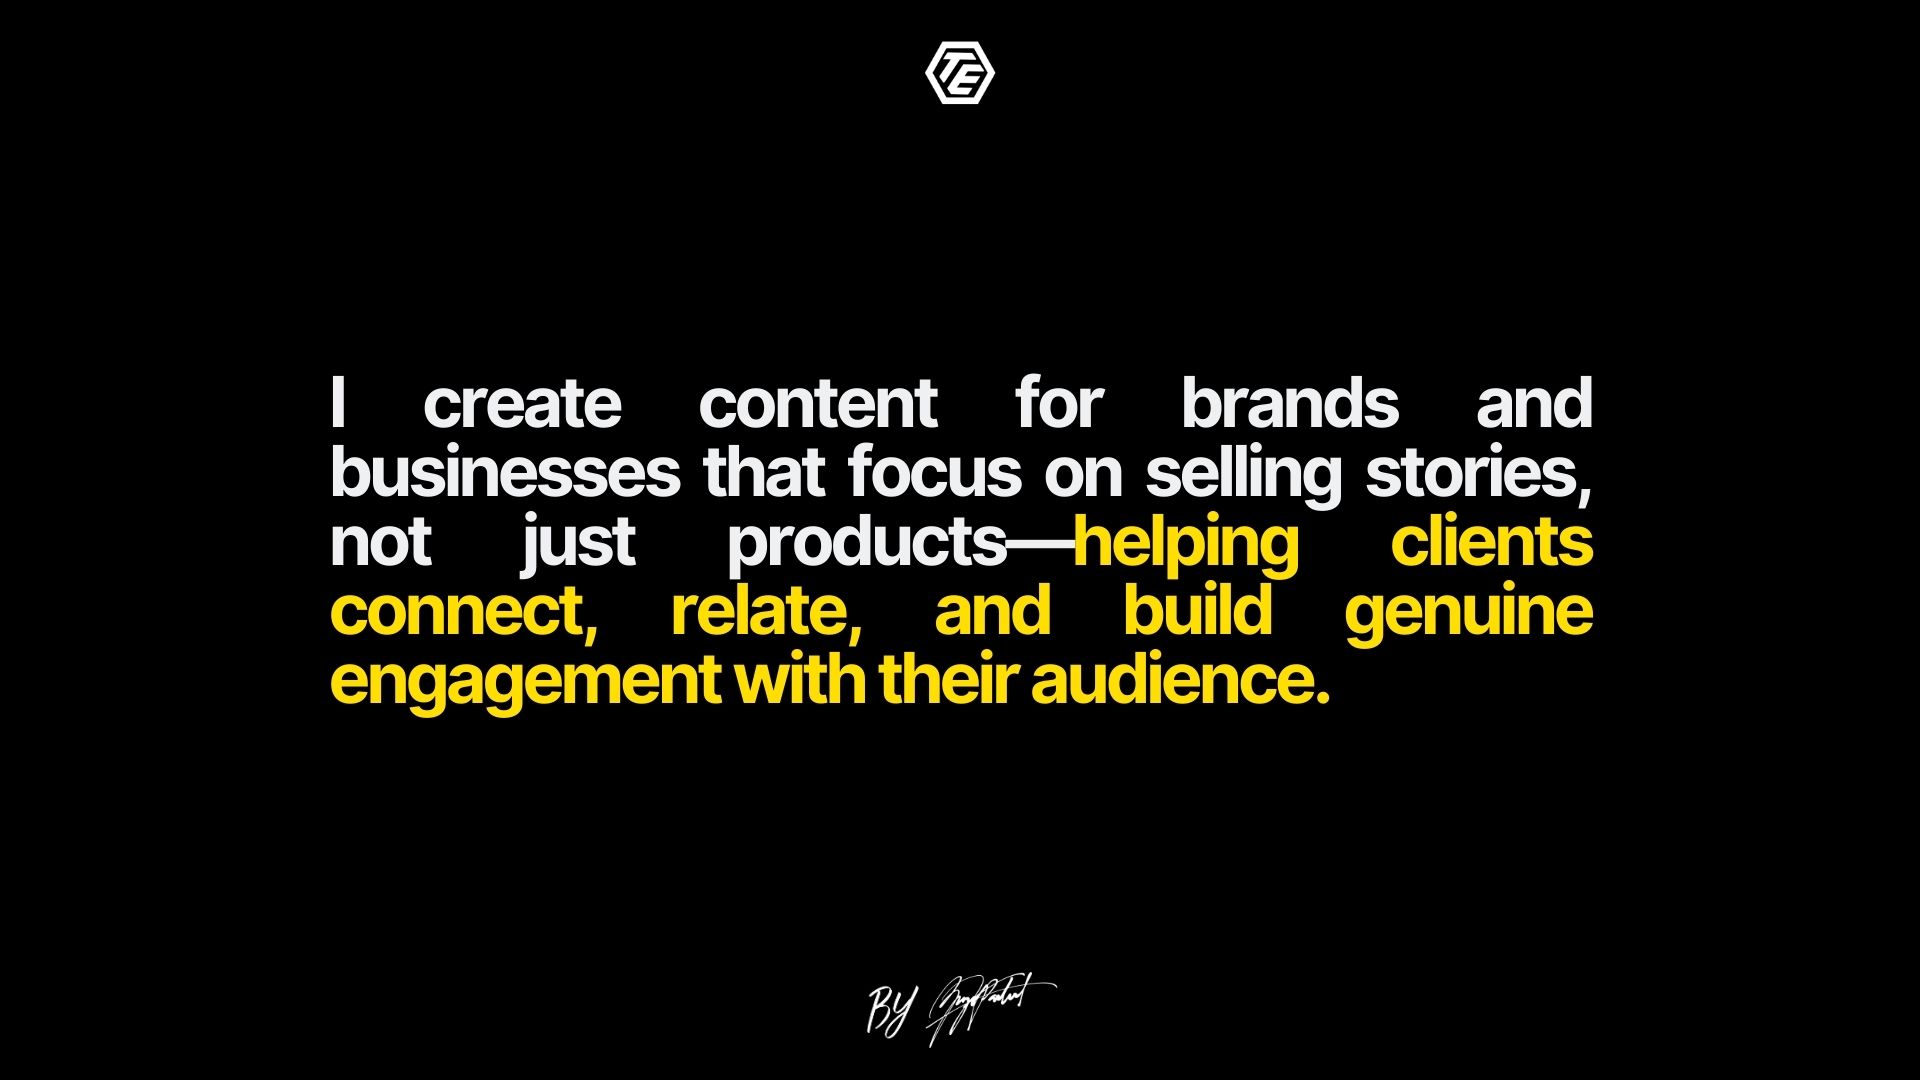 TE
I create content for brands and
businesses that focus on selling stories,
not just products—helping clients
connect, relate, and build genuine
engagement with their audience.
BY